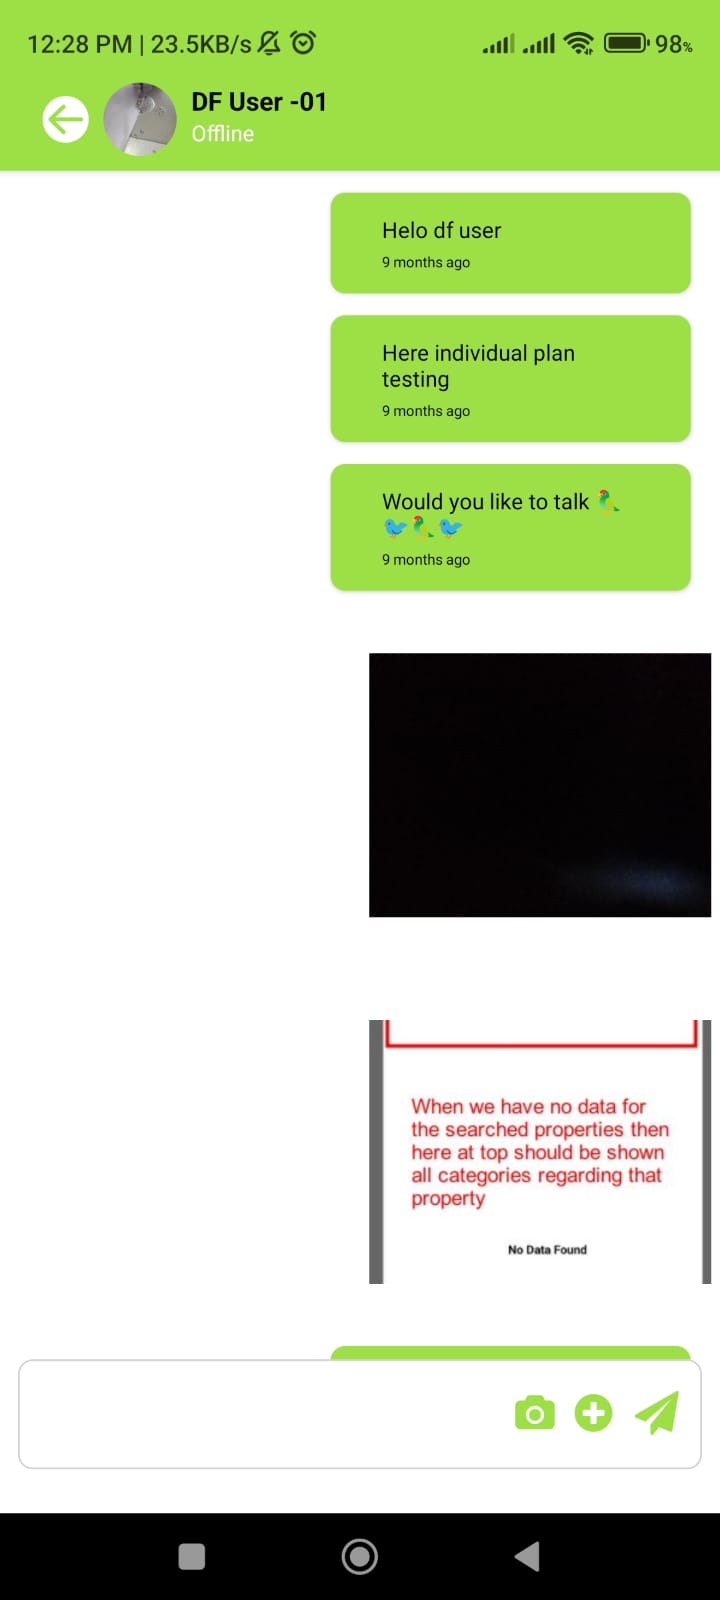 12:28 PM | 23.5KB/s 98%
DF User -01
Offline
Helo df user
9 months ago
Here individual plan
testing
9 months ago
Would you like to talk 🦜
🐦🦜🐦
9 months ago
When we have no data for
the searched properties then
here at top should be shown
all categories regarding that
property
No Data Found